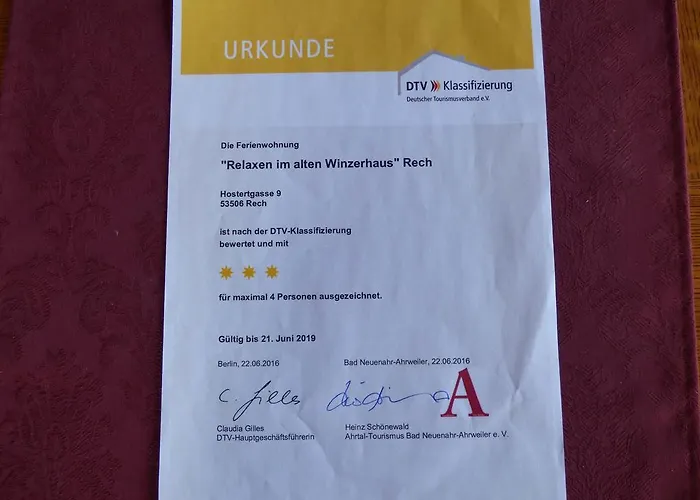 URKUNDE
DTV Klassifizierung
Deutscher Tourismusverband e.V.
Die Ferienwohnung
"Relaxen im alten Winzerhaus" Rech
Hostertgasse 9
53506 Rech
ist nach der DTV-Klassifizierung
bewertet und mit
für maximal 4 Personen ausgezeichnet.
Gültig bis 21. Juni 2019
Berlin, 22.06.2016
Bad Neuenahr-Ahrweiler, 22.06.2016
C. Gilles
A
Claudia Gilles
DTV-Hauptgeschäftsführerin
Heinz Schönewald
Ahrtal-Tourismus Bad Neuenahr-Ahrweiler e. V.